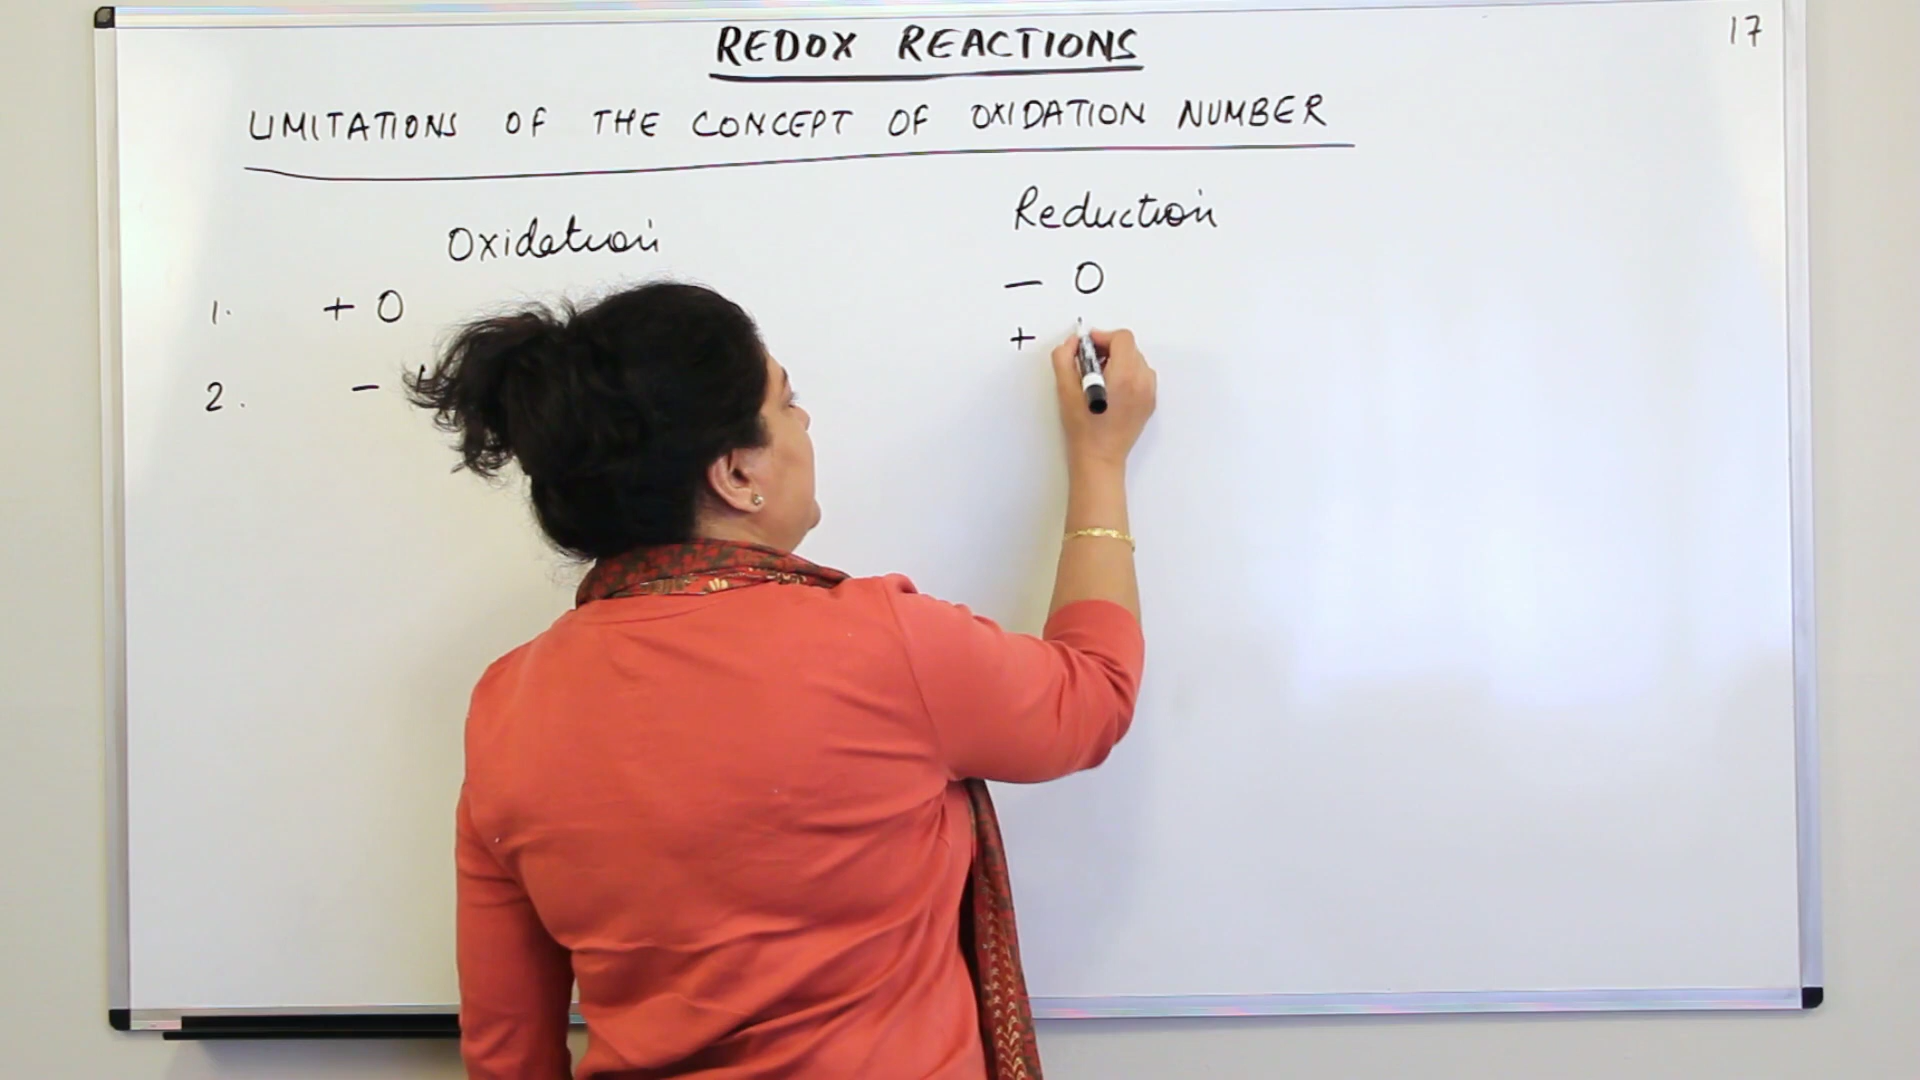 REDOX REACTIONS
17
LIMITATIONS OF THE CONCEPT OF OXIDATION NUMBER
Oxidation
Reduction
1. + O
- O
2. -
+